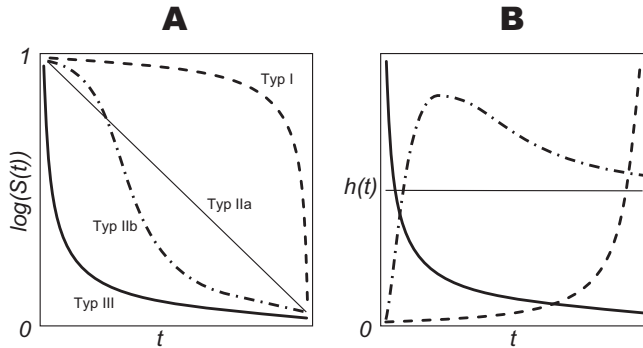 A
B
1
Typ I
log(S(t))
Typ IIa
Typ IIb
Typ III
0
t
h(t)
0
t